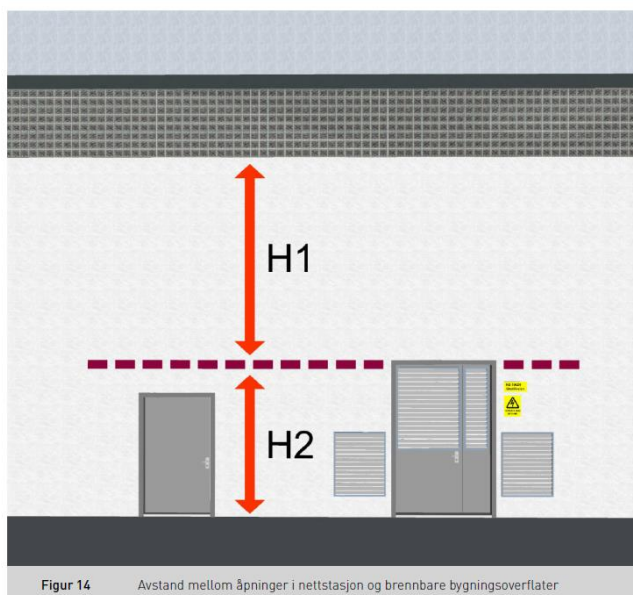 H1
H2
Figur 14 Avstand mellom åpninger i nettstasjon og brennbare bygningsoverflater